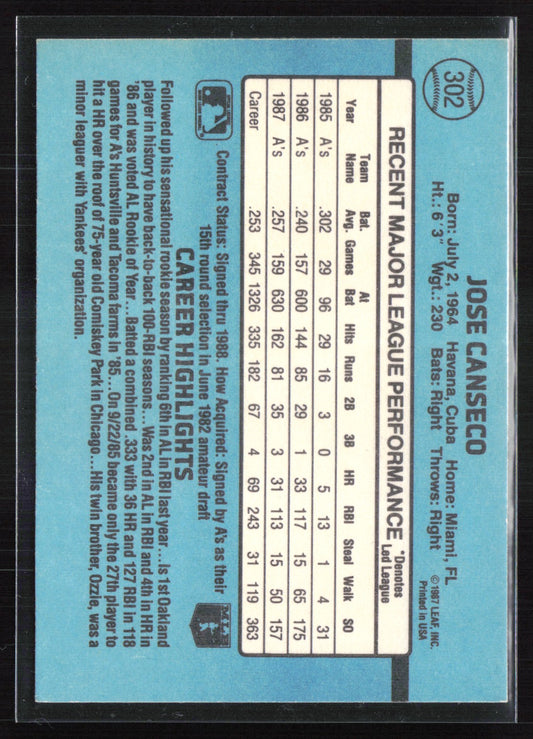 302
JOSE CANSECO
Born: July 2, 1964 Havana, Cuba Home: Miami, FL
Ht.: 6'3" Wgt.: 230 Bats: Right Throws: Right
© 1987 LEAF, INC.
Printed in USA
RECENT MAJOR LEAGUE PERFORMANCE *Denotes Led League
Year Team Name Bat. Avg. Games At Bat Hits Runs 2B 3B HR RBI Steal Walk SO
1985 A's .302 29 96 29 16 3 0 5 13 1 4 31
1986 A's .240 157 600 144 85 29 1 33 117 15 65 175
1987 A's .257 159 630 162 81 35 3 31 113 15 50 157
Career .253 345 1326 335 182 67 4 69 243 31 119 363
Contract Status: Signed thru 1988. How Acquired: Signed by A's as their
15th round selection in June 1982 amateur draft
CAREER HIGHLIGHTS
Followed up his sensational rookie season by ranking 6th in AL in RBI last year...is 1st Oakland
player in history to have back-to-back 100-RBI seasons...Was 2nd in AL in RBI and 4th in HR in
'86 and was voted AL Rookie of Year...Batted a combined .333 with 36 HR and 127 RBI in 118
games for A's Huntsville and Tacoma farms in '85...On 9/22/85 became only the 27th player to
hit a HR over the roof of 75-year old Comiskey Park in Chicago...His twin brother, Ozzie, was a
minor leaguer with Yankees' organization.